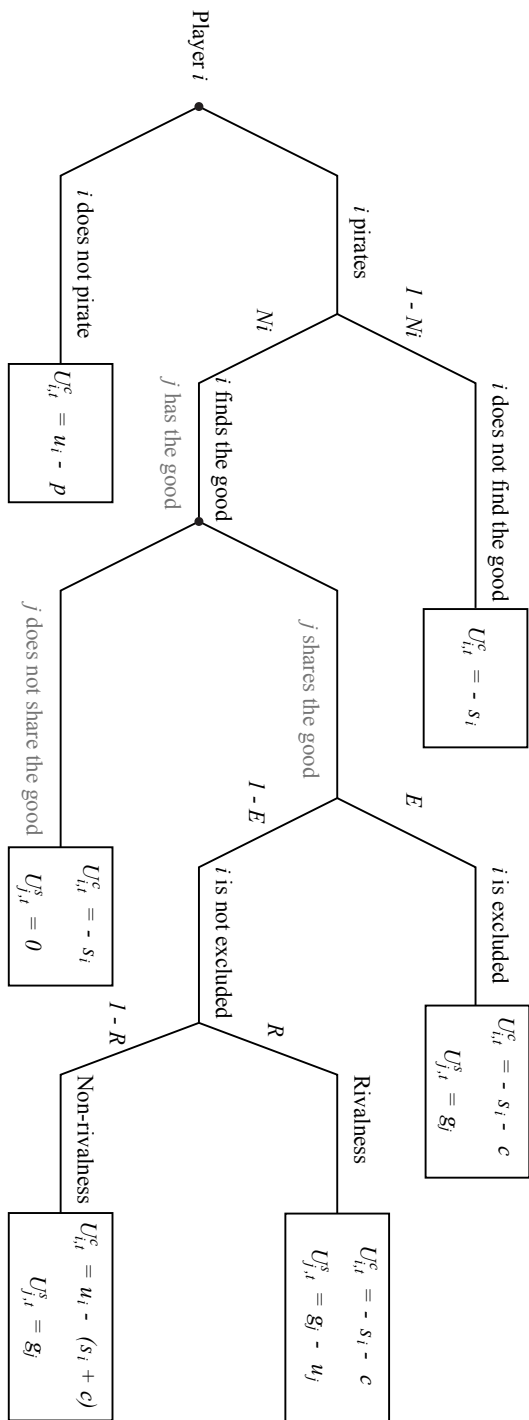 Player i
i pirates
i does not pirate
1 - Ni
Ni
i does not find the good
U^c_{i,t} = - s_i
i finds the good
j has the good
U^c_{i,t} = u_i - p
j shares the good
j does not share the good
E
1 - E
i is excluded
U^c_{i,t} = - s_i - c
U^s_{j,t} = g_j
i is not excluded
U^c_{i,t} = - s_i
U^s_{j,t} = 0
R
1 - R
Rivalness
U^c_{i,t} = - s_i - c
U^s_{j,t} = g_j - u_j
Non-rivalness
U^c_{i,t} = u_i - (s_i + c)
U^s_{j,t} = g_j